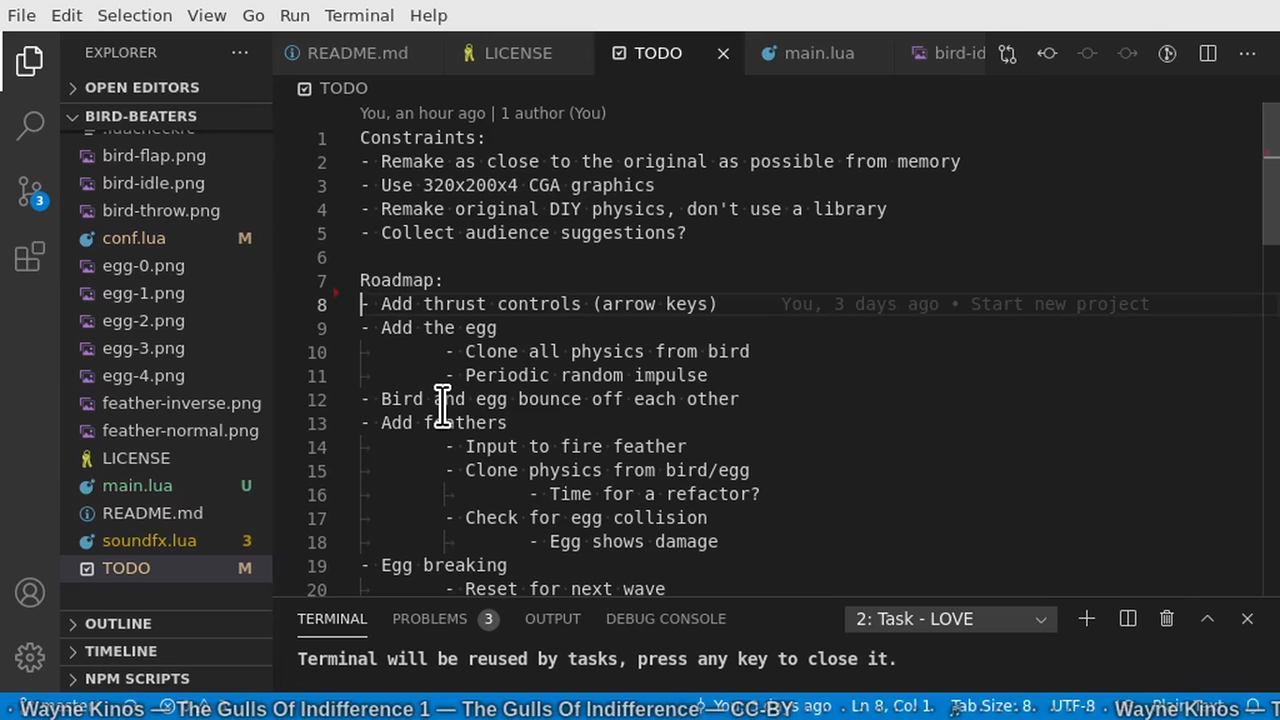 File Edit Selection View Go Run Terminal Help
EXPLORER
README.md LICENSE TODO main.lua bird-id
OPEN EDITORS
TODO
BIRD-BEATERS
You, an hour ago | 1 author (You)
bird-flap.png
bird-idle.png
bird-throw.png
conf.lua M
egg-0.png
egg-1.png
egg-2.png
egg-3.png
egg-4.png
feather-inverse.png
feather-normal.png
LICENSE
main.lua U
README.md
soundfx.lua 3
TODO M
OUTLINE
TIMELINE
NPM SCRIPTS
3
1 Constraints:
2 - Remake as close to the original as possible from memory
3 - Use 320x200x4 CGA graphics
4 - Remake original DIY physics, don't use a library
5 - Collect audience suggestions?
6
7 Roadmap:
8 - Add thrust controls (arrow keys) You, 3 days ago • Start new project
9 - Add the egg
10 - Clone all physics from bird
11 - Periodic random impulse
12 - Bird and egg bounce off each other
13 - Add feathers
14 - Input to fire feather
15 - Clone physics from bird/egg
16 - Time for a refactor?
17 - Check for egg collision
18 - Egg shows damage
19 - Egg breaking
20 - Reset for next wave
TERMINAL PROBLEMS 3 OUTPUT DEBUG CONSOLE 2: Task - LOVE
Terminal will be reused by tasks, press any key to close it.
· Wayne Kinos — The Gulls Of Indifference 1 — The Gulls Of Indifference — CC-BY · Wayne Kinos — T
Ln 8, Col 1 Tab Size: 8 UTF-8